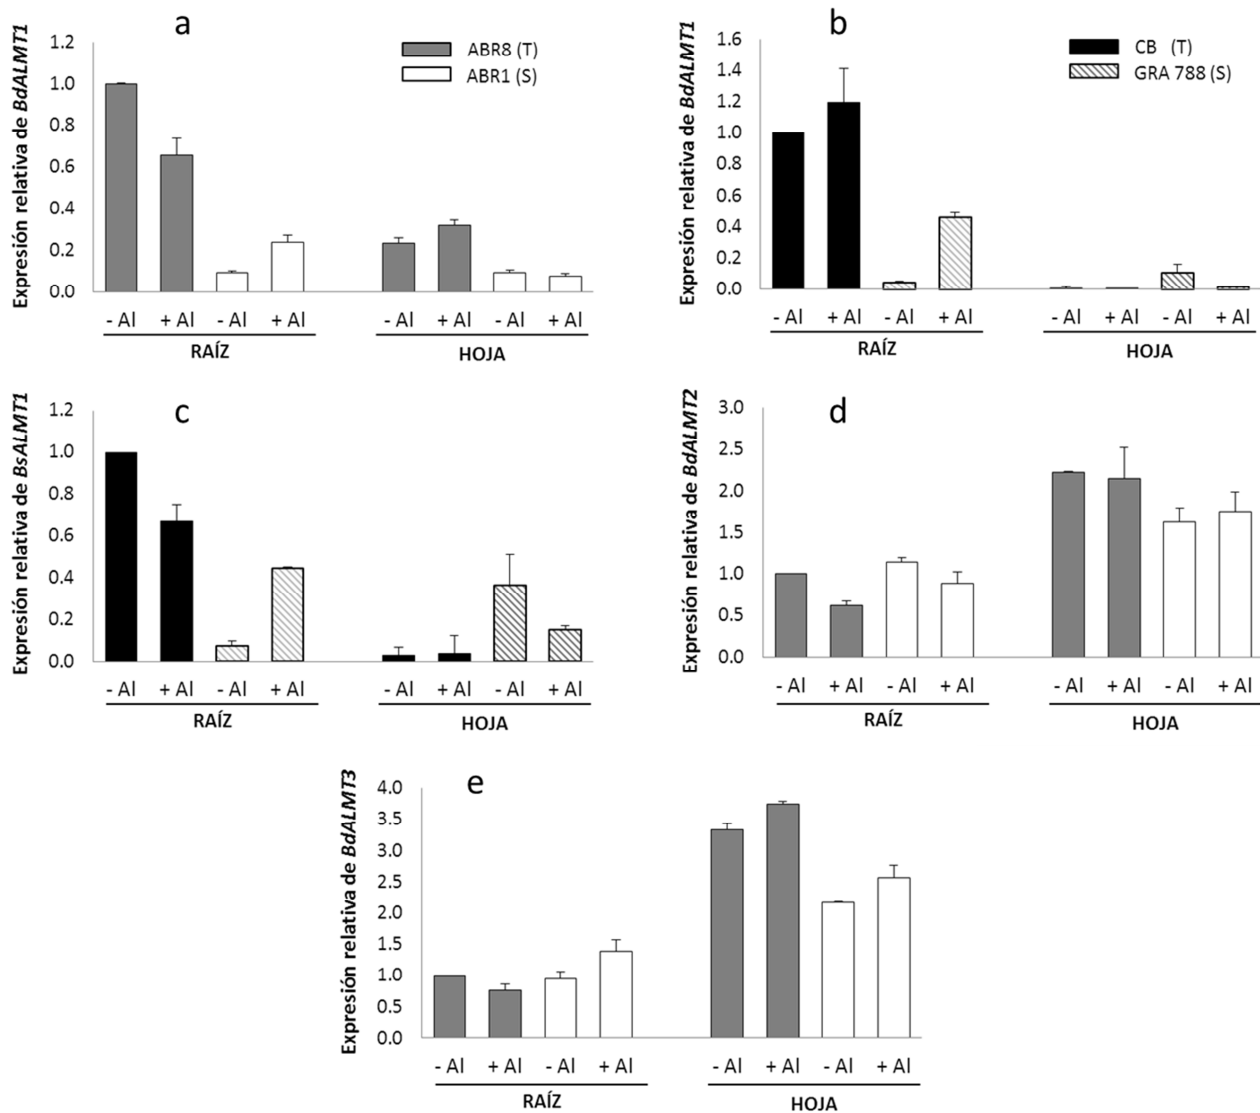 a
ABR8 (T)
ABR1 (S)
Expresión relativa de BdALMT1
1.2
1.0
0.8
0.6
0.4
0.2
0.0
- Al + Al - Al + Al - Al + Al - Al + Al
RAÍZ HOJA
b
CB (T)
GRA 788 (S)
Expresión relativa de BdALMT1
1.6
1.4
1.2
1.0
0.8
0.6
0.4
0.2
0.0
- Al + Al - Al + Al - Al + Al - Al + Al
RAÍZ HOJA
c
Expresión relativa de BsALMT1
1.2
1.0
0.8
0.6
0.4
0.2
0.0
- Al + Al - Al + Al - Al + Al - Al + Al
RAÍZ HOJA
d
Expresión relativa de BdALMT2
3.0
2.5
2.0
1.5
1.0
0.5
0.0
- Al + Al - Al + Al - Al + Al - Al + Al
RAÍZ HOJA
e
Expresión relativa de BdALMT3
4.0
3.5
3.0
2.5
2.0
1.5
1.0
0.5
0.0
- Al + Al - Al + Al - Al + Al - Al + Al
RAÍZ HOJA